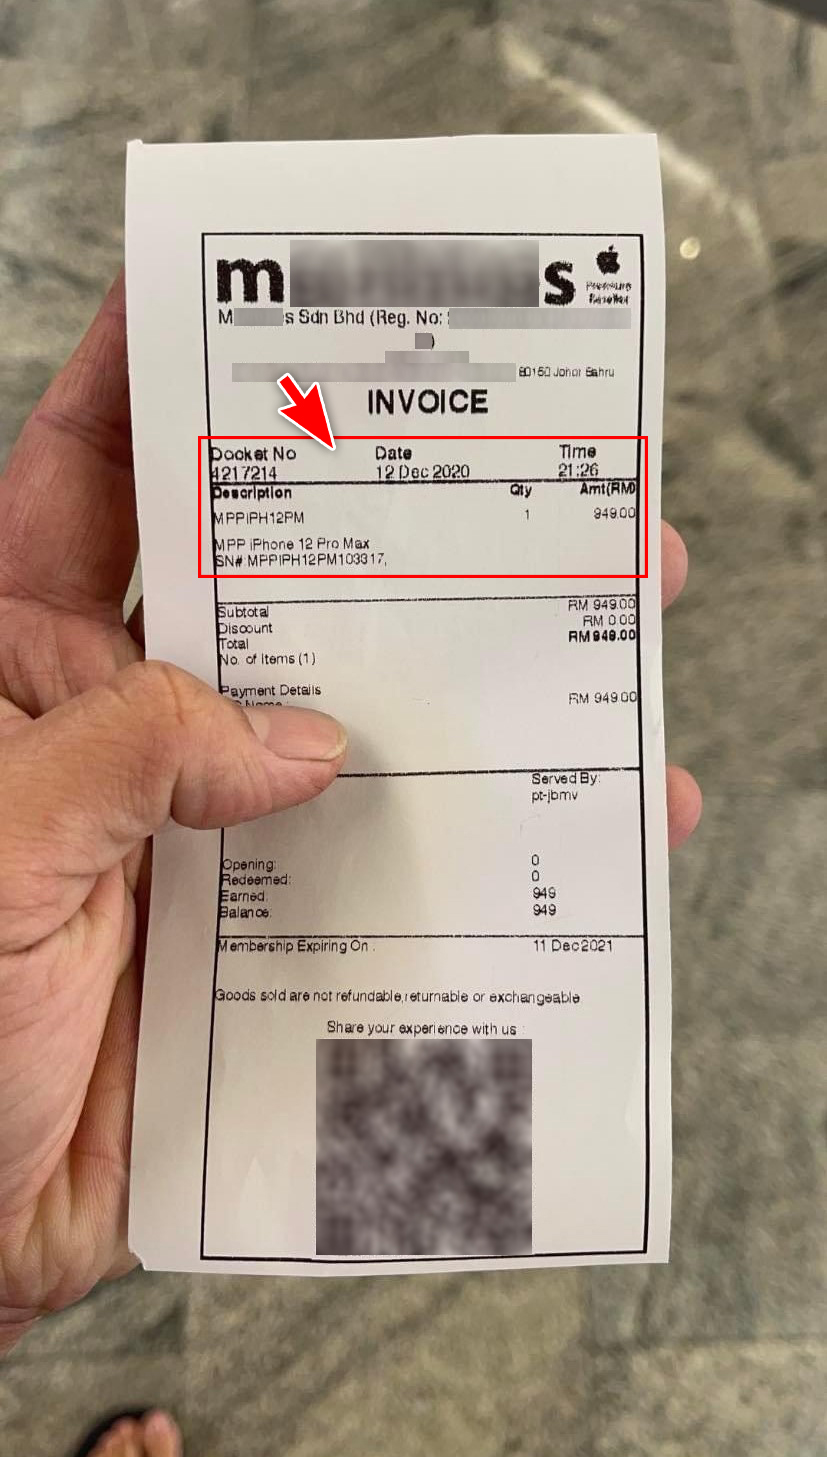 m s
Premium
Reseller
M s Sdn Bhd (Reg. No:
)
80150 Johor Bahru
INVOICE
Docket No Date Time
4217214 12 Dec 2020 21:26
Description Qty Amt(RM)
MPPIPH12PM 1 949.00
MPP iPhone 12 Pro Max
SN#:MPPIPH12PM103317,
Subtotal RM 949.00
Discount RM 0.00
Total RM 949.00
No. of Items (1)
Payment Details
RM 949.00
Served By:
pt-jbmv
Opening: 0
Redeemed: 0
Earned: 949
Balance: 949
Membership Expiring On : 11 Dec 2021
Goods sold are not refundable,returnable or exchangeable
Share your experience with us